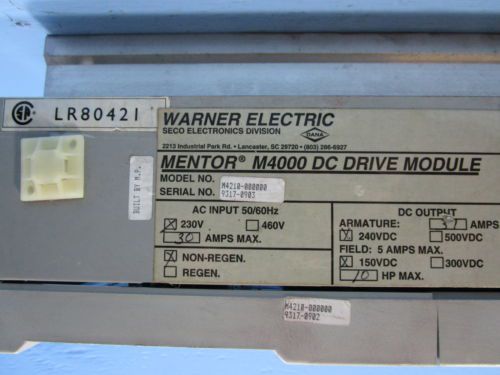 LR80421
BUILT BY M.P.
WARNER ELECTRIC
SECO ELECTRONICS DIVISION
DANA
2213 Industrial Park Rd. • Lancaster, SC 29720 • (803) 286-6927
MENTOR® M4000 DC DRIVE MODULE
MODEL NO. M4210-000000
SERIAL NO. 9317-0903
AC INPUT 50/60Hz
X 230V 460V
30 AMPS MAX.
X NON-REGEN.
REGEN.
DC OUTPUT
ARMATURE: AMPS
X 240VDC 500VDC
FIELD: 5 AMPS MAX.
X 150VDC 300VDC
10 HP MAX.
M4210-000000
9317-0902